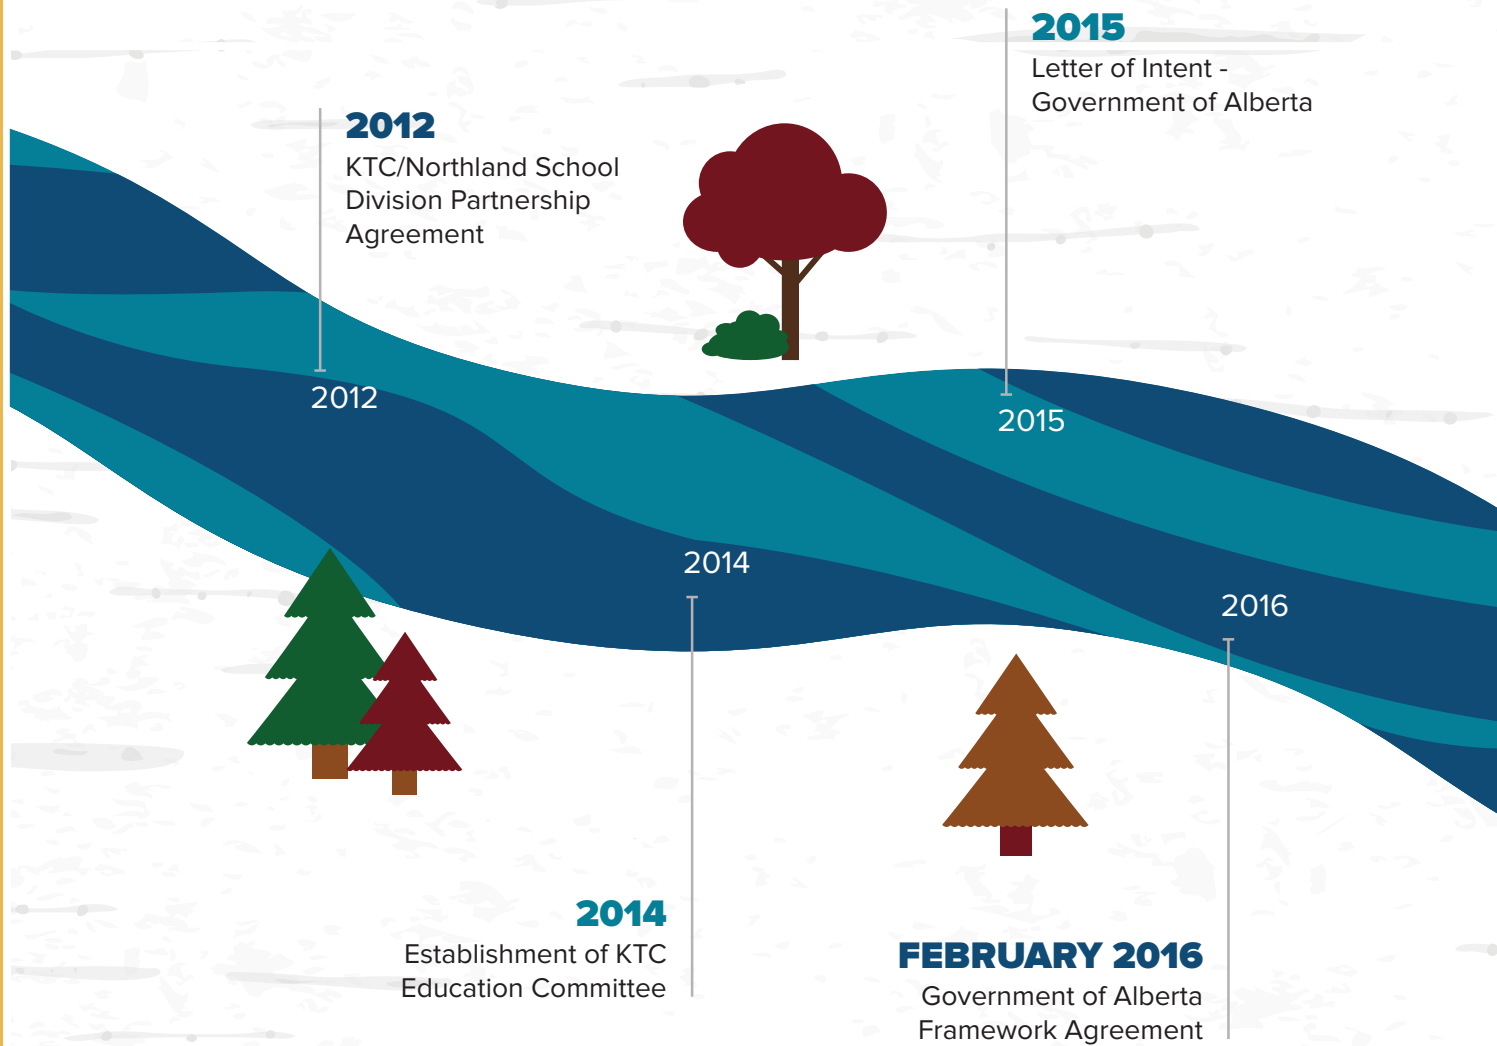 2012
KTC/Northland School
Division Partnership
Agreement
2012
2014
2014
Establishment of KTC
Education Committee
2015
Letter of Intent -
Government of Alberta
2015
2016
FEBRUARY 2016
Government of Alberta
Framework Agreement